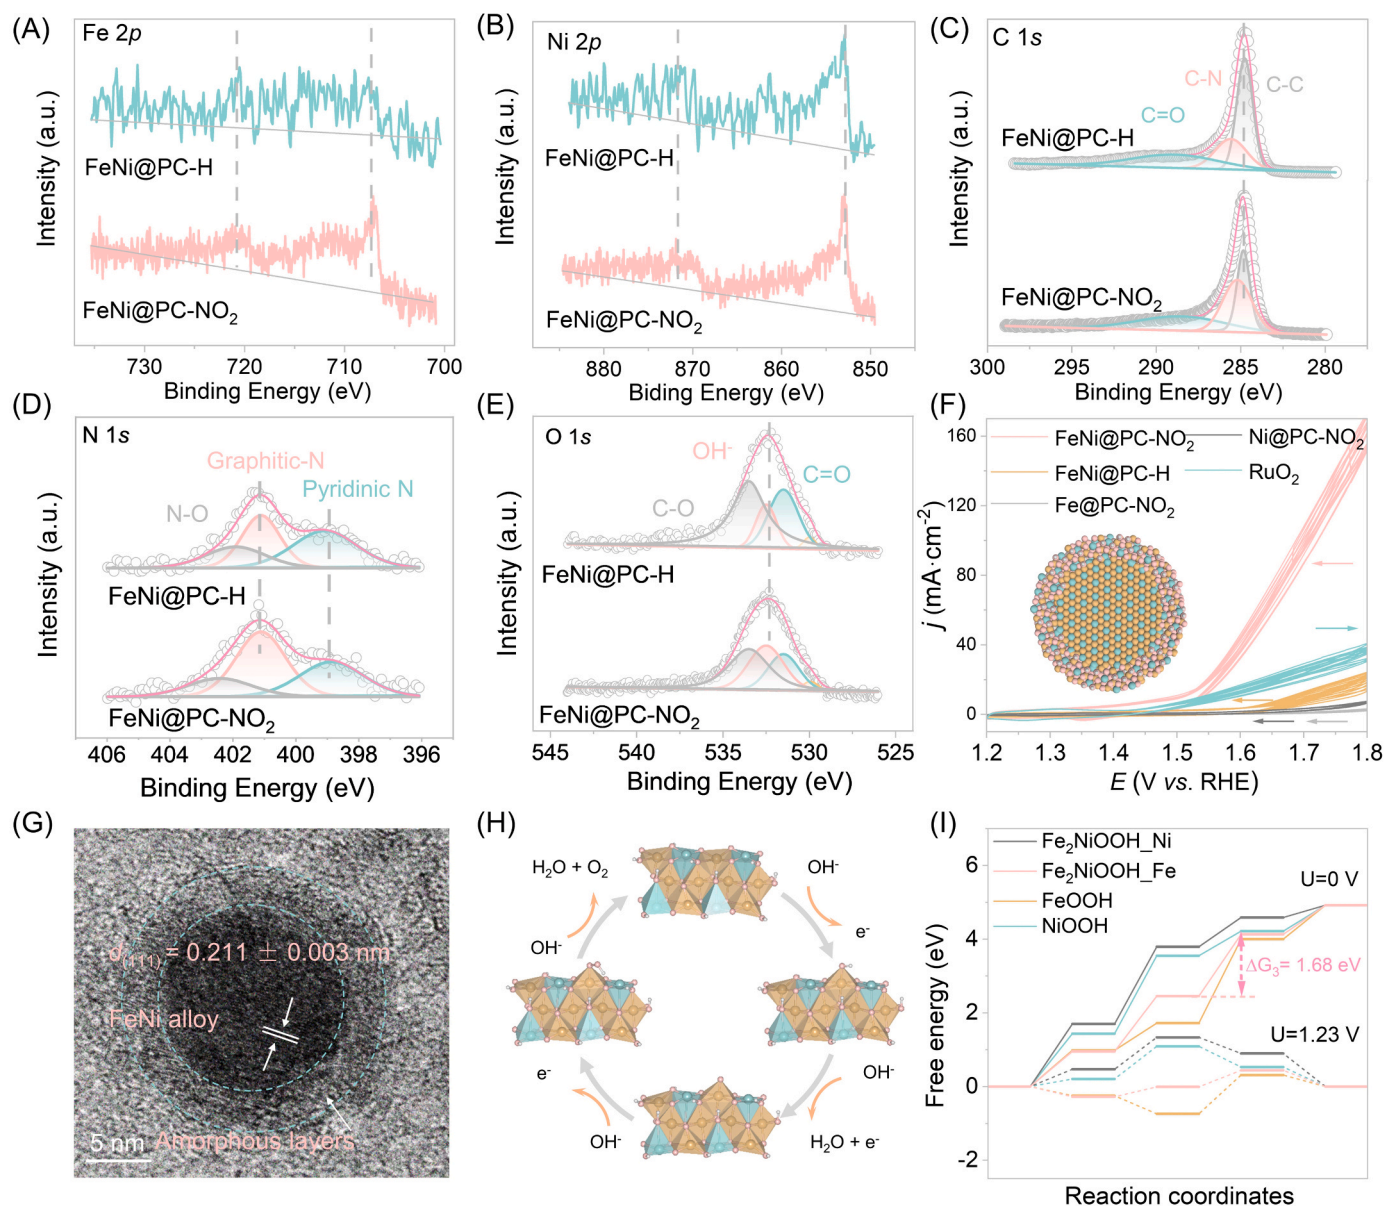 (A)
Fe 2p
Intensity (a.u.)
FeNi@PC-H
FeNi@PC-NO₂
730 720 710 700
Binding Energy (eV)
(B)
Ni 2p
Intensity (a.u.)
FeNi@PC-H
FeNi@PC-NO₂
880 870 860 850
Biding Energy (eV)
(C)
C 1s
C-N
C-C
C=O
Intensity (a.u.)
FeNi@PC-H
FeNi@PC-NO₂
300 295 290 285 280
Binding Energy (eV)
(D)
N 1s
Graphitic-N
Pyridinic N
N-O
Intensity (a.u.)
FeNi@PC-H
FeNi@PC-NO₂
406 404 402 400 398 396
Binding Energy (eV)
(E)
O 1s
OH⁻
C=O
C-O
Intensity (a.u.)
FeNi@PC-H
FeNi@PC-NO₂
545 540 535 530 525
Binding Energy (eV)
(F)
160
120
80
40
0
j (mA·cm⁻²)
FeNi@PC-NO₂
Ni@PC-NO₂
FeNi@PC-H
RuO₂
Fe@PC-NO₂
1.2 1.3 1.4 1.5 1.6 1.7 1.8
E (V vs. RHE)
(G)
d₍₁₁₁₎ = 0.211 ± 0.003 nm
FeNi alloy
Amorphous layers
5 nm
(H)
H₂O + O₂
OH⁻
e⁻
OH⁻
OH⁻
e⁻
OH⁻
H₂O + e⁻
(I)
6
4
2
0
-2
Free energy (eV)
Fe₂NiOOH_Ni
Fe₂NiOOH_Fe
FeOOH
NiOOH
U=0 V
ΔG₃= 1.68 eV
U=1.23 V
Reaction coordinates